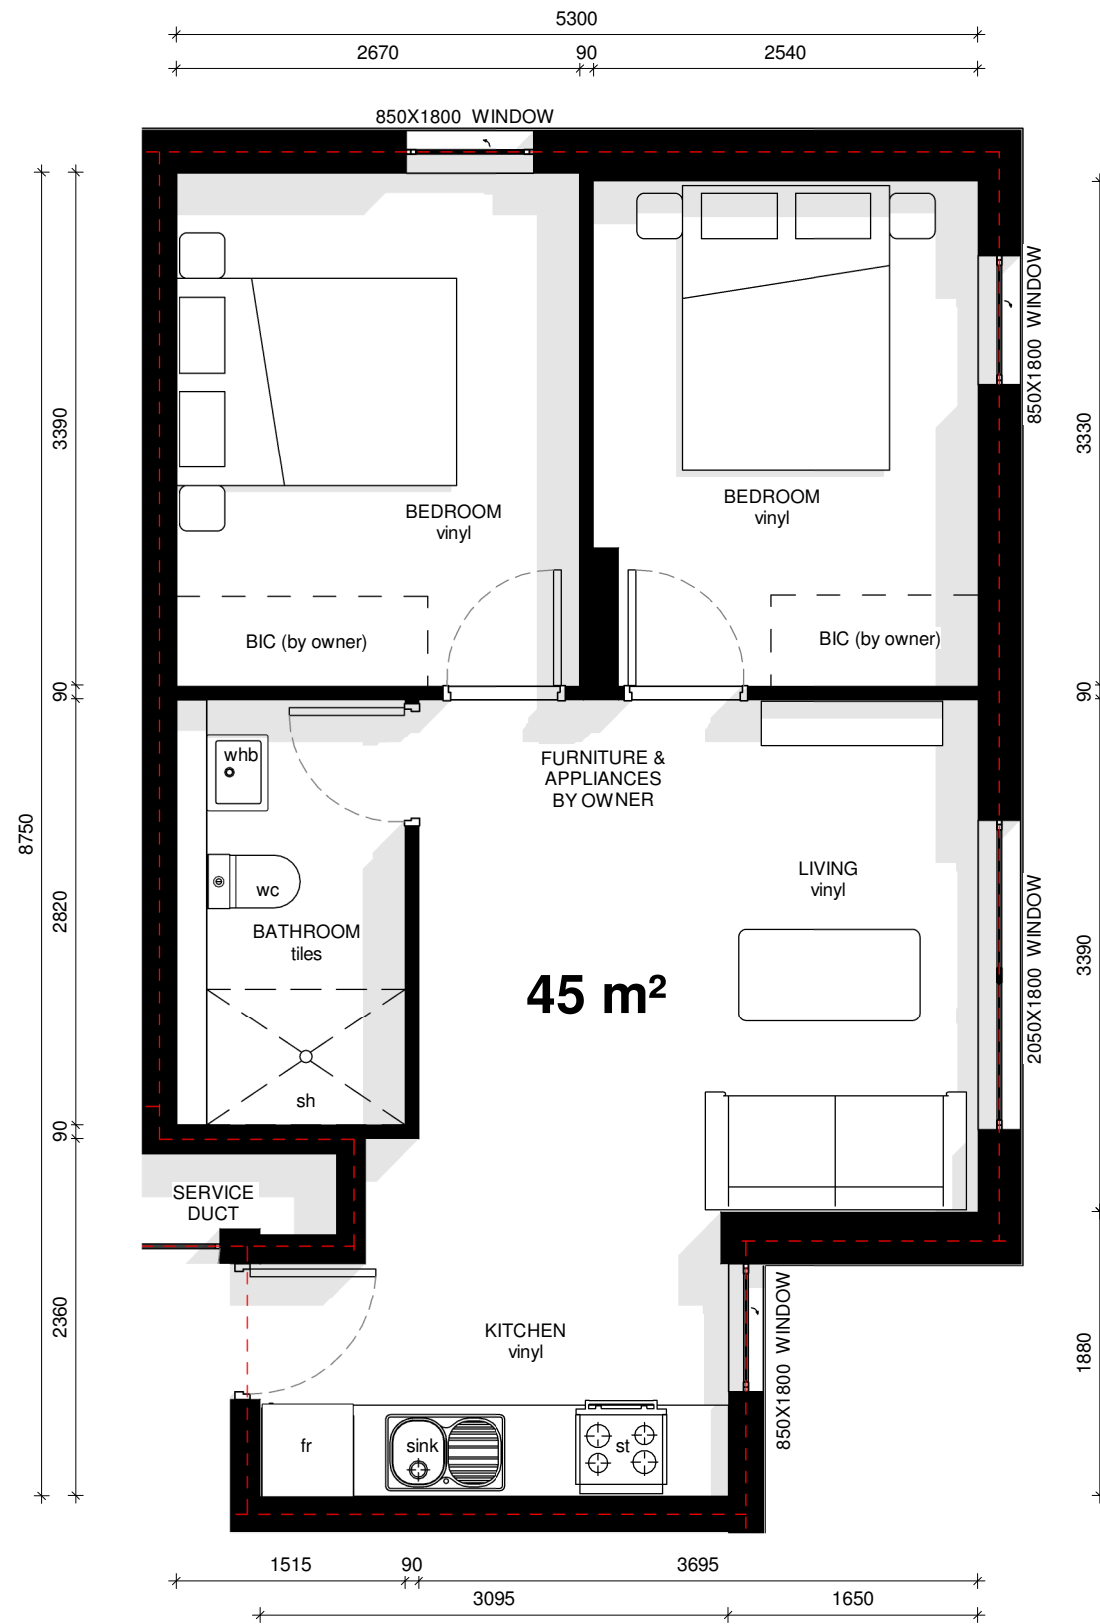 5300
2670 90 2540
850X1800 WINDOW
850X1800 WINDOW
3390
3330
BEDROOM
vinyl
BEDROOM
vinyl
BIC (by owner)
BIC (by owner)
90
90
whb
FURNITURE &
APPLIANCES
BY OWNER
8750
LIVING
vinyl
wc
2820
BATHROOM
tiles
3390
2050X1800 WINDOW
45 m²
sh
90
SERVICE
DUCT
2360
KITCHEN
vinyl
850X1800 WINDOW
1880
fr
sink
st
1515 90 3695
3095 1650